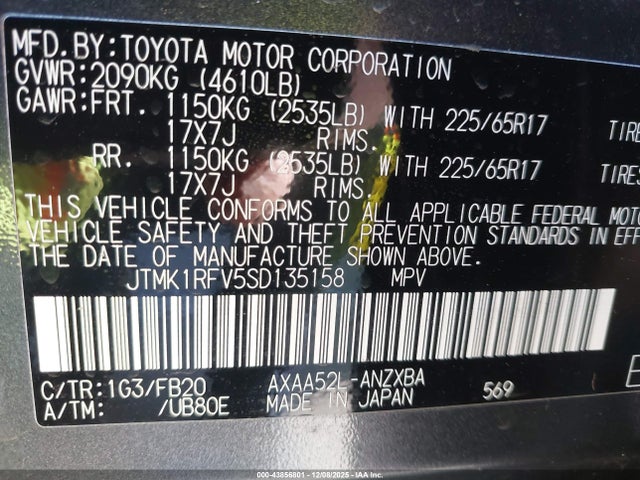 MFD.BY:TOYOTA MOTOR CORPORATION
GVWR:2090KG (4610LB)
GAWR:FRT. 1150KG (2535LB) WITH 225/65R17 TIRE
17X7J RIMS.
RR. 1150KG (2535LB) WITH 225/65R17 TIRES
17X7J RIMS.
THIS VEHICLE CONFORMS TO ALL APPLICABLE FEDERAL MOT
VEHICLE SAFETY AND THEFT PREVENTION STANDARDS IN EFF
THE DATE OF MANUFACTURE SHOWN ABOVE.
JTMK1RFV5SD135158 MPV
C/TR:1G3/FB20 AXAA52L-ANZXBA 569
A/TM: /UB80E MADE IN JAPAN
000-43856801 | 12/08/2025 - IAA Inc.